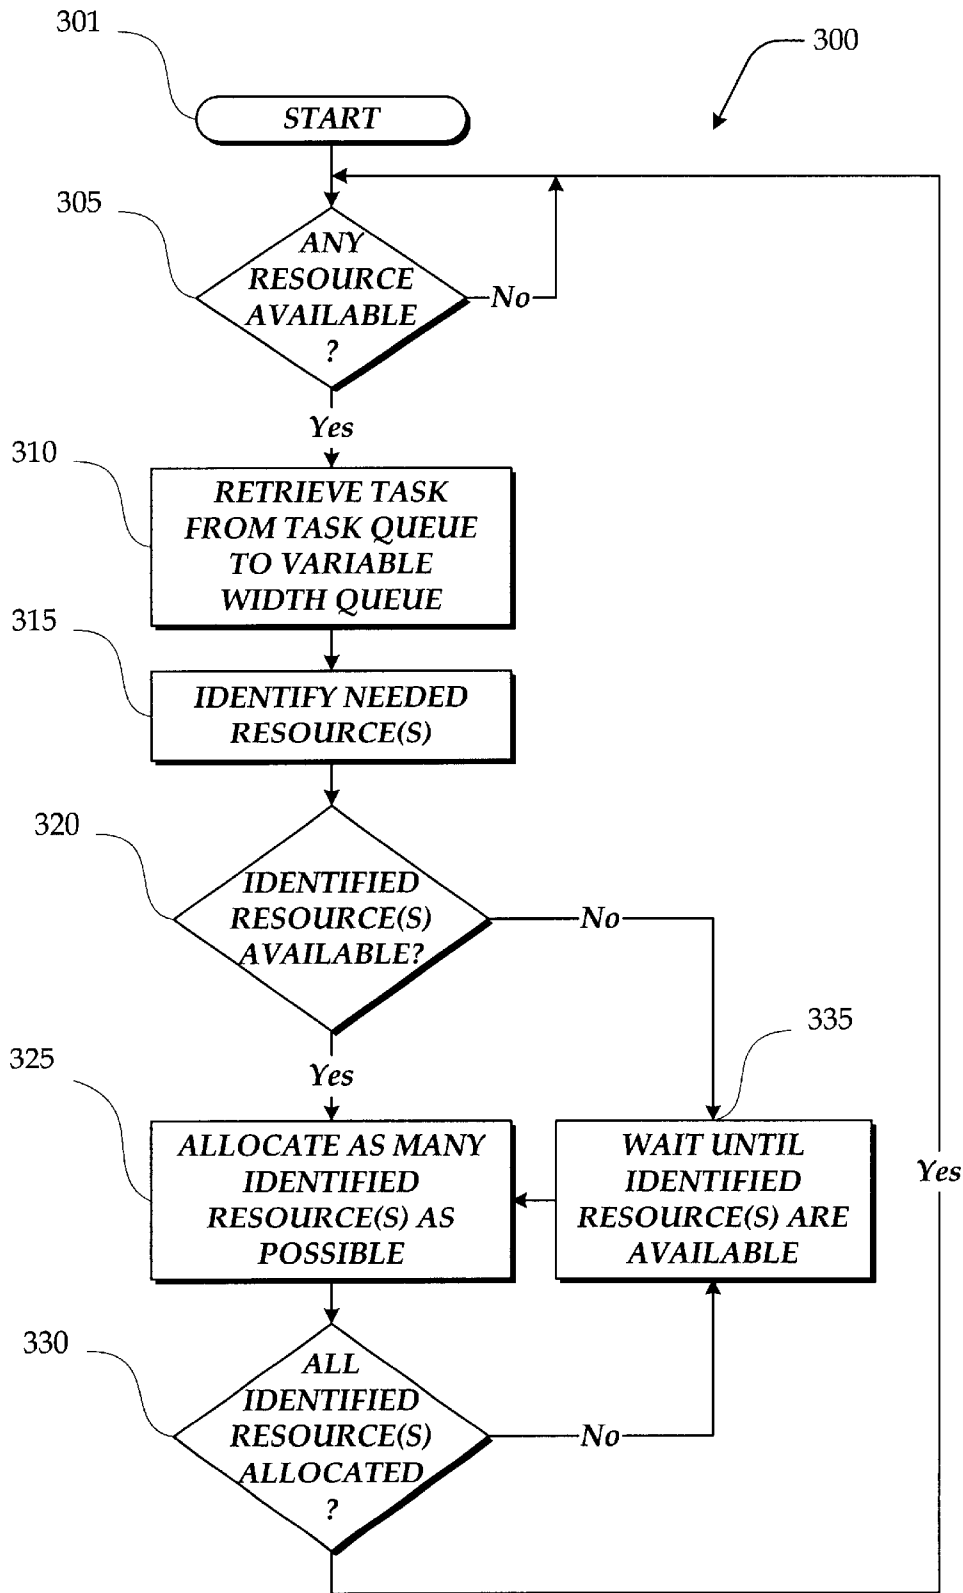 301
300
START
305
ANY
RESOURCE
AVAILABLE
?
No
Yes
310
RETRIEVE TASK
FROM TASK QUEUE
TO VARIABLE
WIDTH QUEUE
315
IDENTIFY NEEDED
RESOURCE(S)
320
IDENTIFIED
RESOURCE(S)
AVAILABLE?
No
Yes
335
325
ALLOCATE AS MANY
IDENTIFIED
RESOURCE(S) AS
POSSIBLE
WAIT UNTIL
IDENTIFIED
RESOURCE(S) ARE
AVAILABLE
Yes
330
ALL
IDENTIFIED
RESOURCE(S)
ALLOCATED
?
No